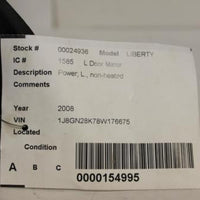 Stock # 00024936 Model LIBERTY
IC # 1585 L Door Mirror
Description Power, L, non-heated
Comments
Year 2008
VIN 1J8GN28K78W176675
Located
Condition
A B C
0000154995